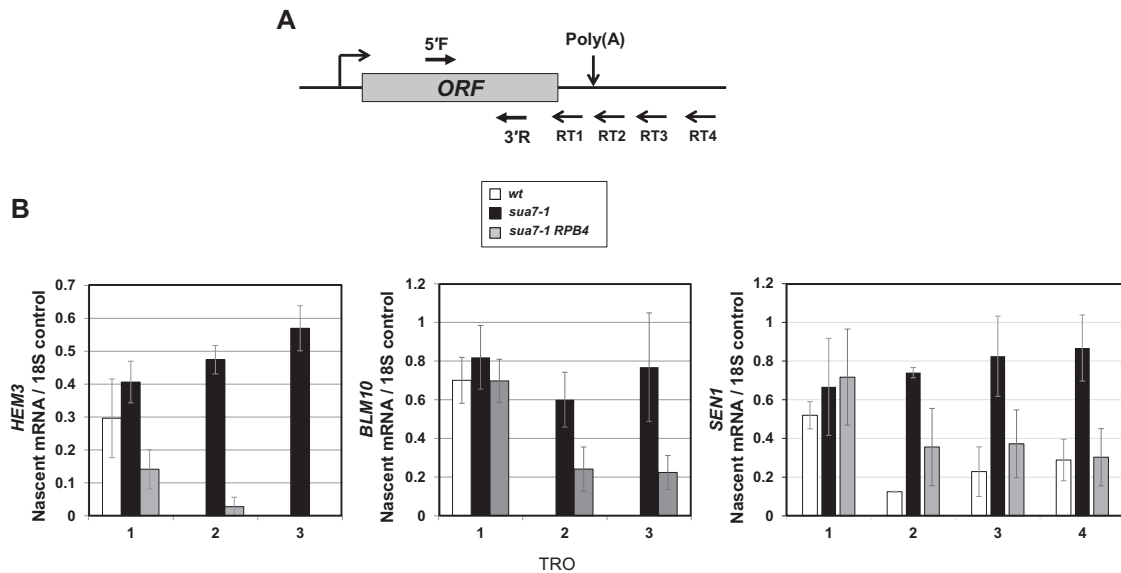 A
5′F
Poly(A)
ORF
3′R
RT1
RT2
RT3
RT4
wt
sua7-1
sua7-1 RPB4
B
HEM3
Nascent mRNA / 18S control
0.7
0.6
0.5
0.4
0.3
0.2
0.1
0
1
2
3
BLM10
Nascent mRNA / 18S control
1.2
1
0.8
0.6
0.4
0.2
0
1
2
3
SEN1
Nascent mRNA / 18S control
1.2
1
0.8
0.6
0.4
0.2
0
1
2
3
4
TRO